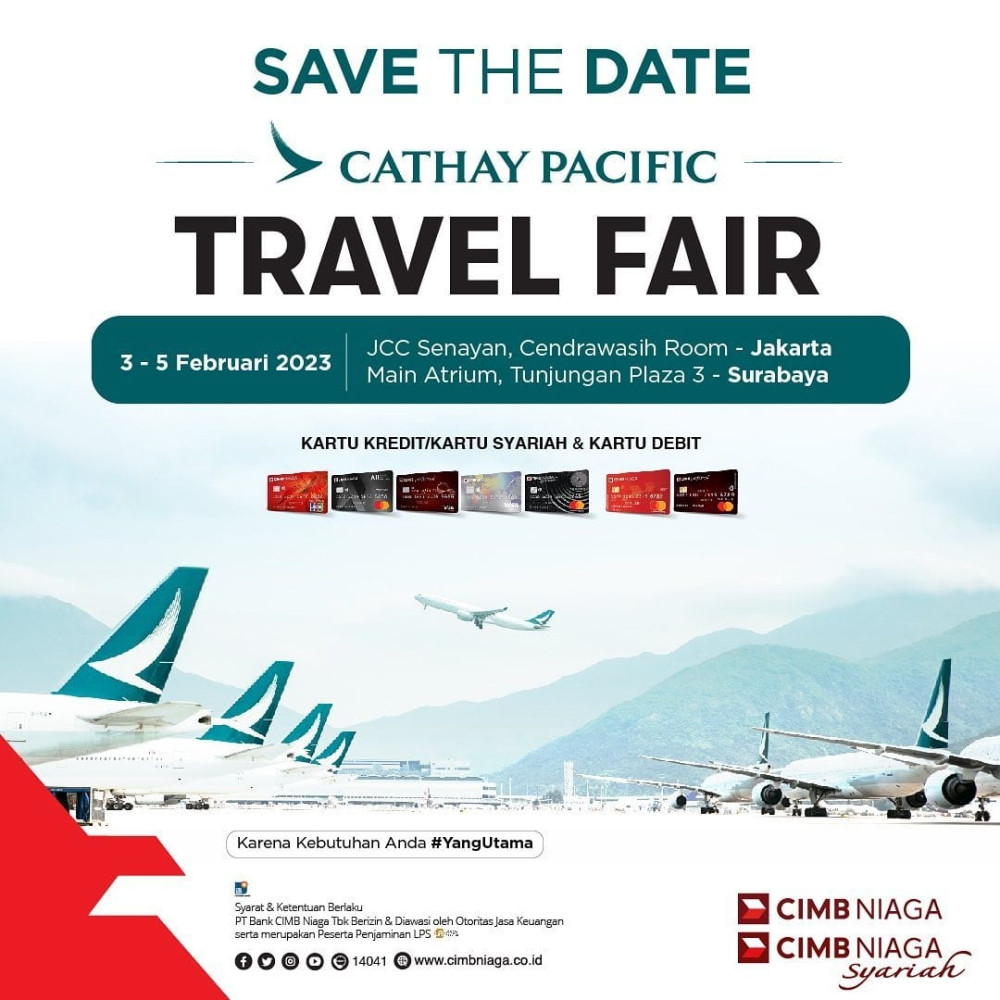 SAVE THE DATE
CATHAY PACIFIC
TRAVEL FAIR
3 - 5 Februari 2023
JCC Senayan, Cendrawasih Room - Jakarta
Main Atrium, Tunjungan Plaza 3 - Surabaya
KARTU KREDIT/KARTU SYARIAH & KARTU DEBIT
Karena Kebutuhan Anda #YangUtama
Syarat & Ketentuan Berlaku
PT Bank CIMB Niaga Tbk Berizin & Diawasi oleh Otoritas Jasa Keuangan
serta merupakan Peserta Penjaminan LPS
14041 www.cimbniaga.co.id
CIMB NIAGA
CIMB NIAGA
syariah